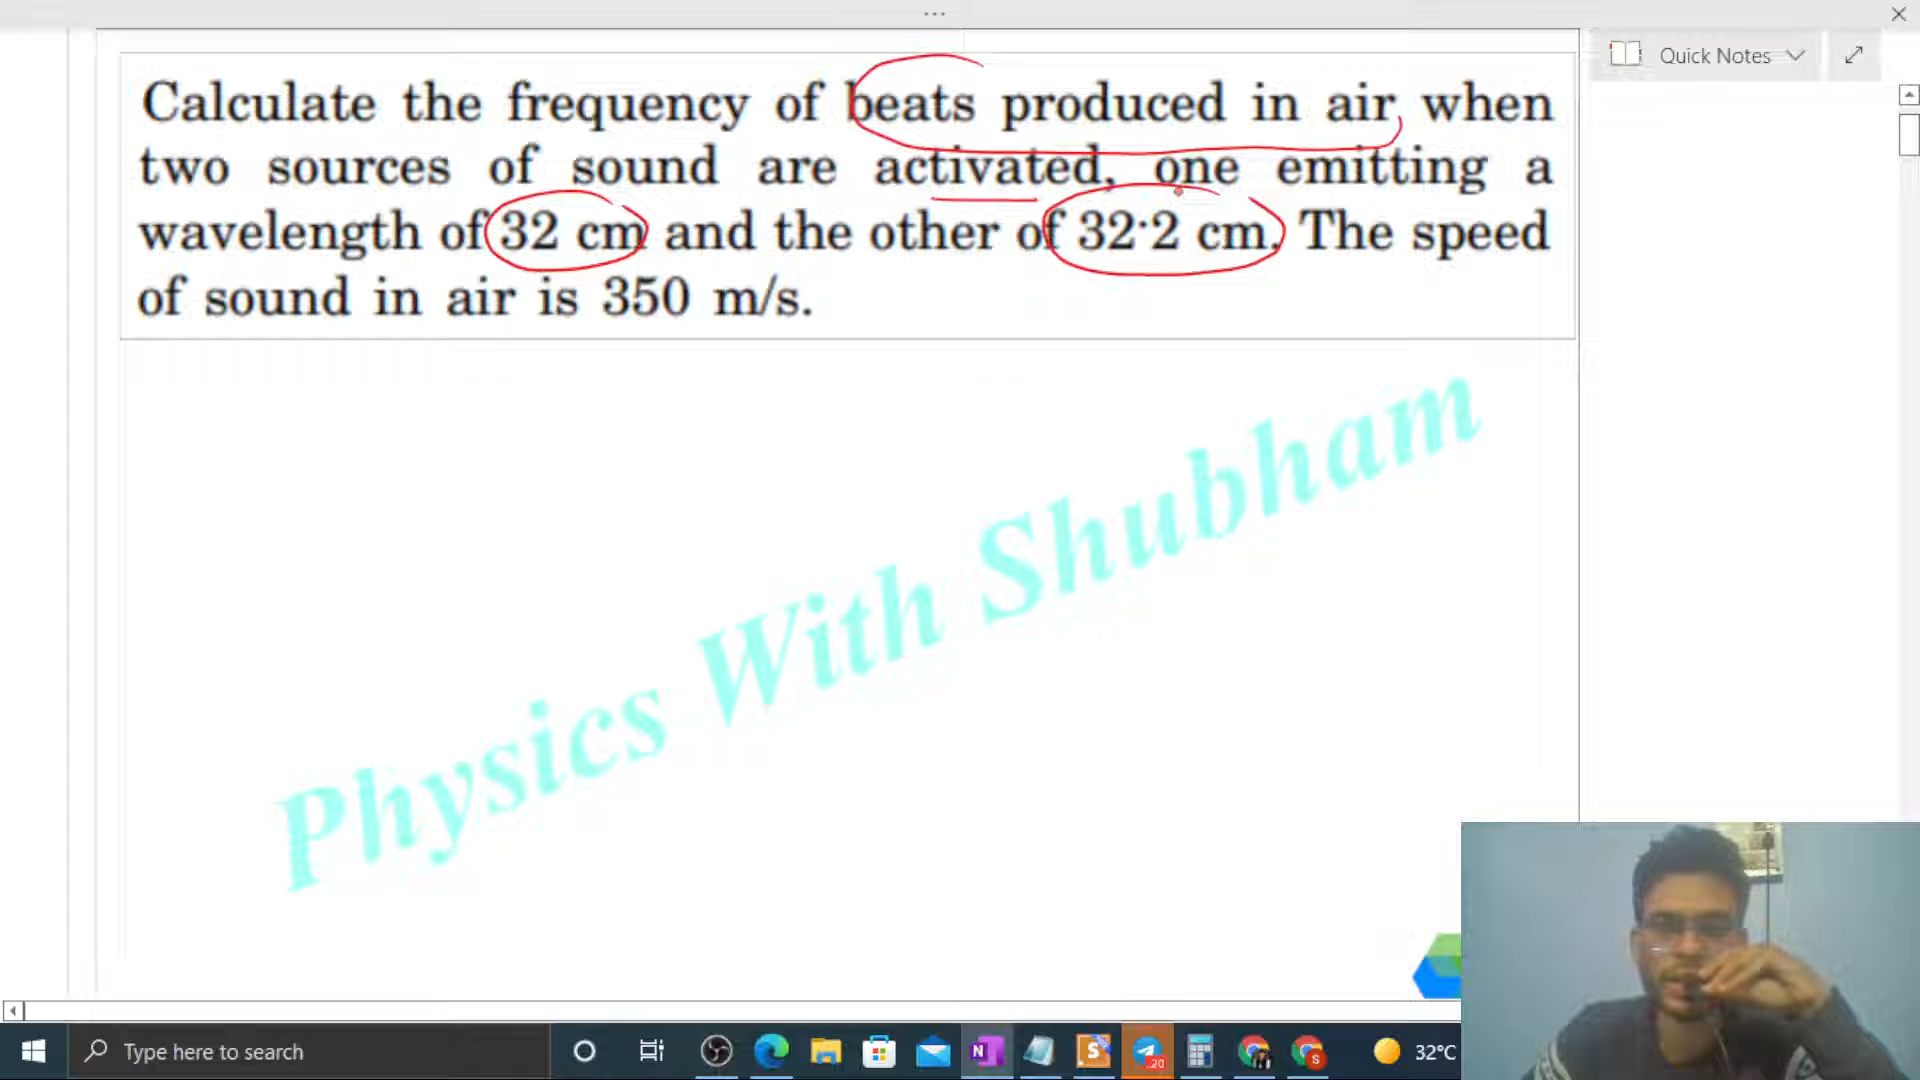 Quick Notes
Calculate the frequency of beats produced in air, when
two sources of sound are activated, one emitting a
wavelength of 32 cm and the other of 32·2 cm. The speed
of sound in air is 350 m/s.
Physics With Shubham
Type here to search
N
S
20
S
32°C